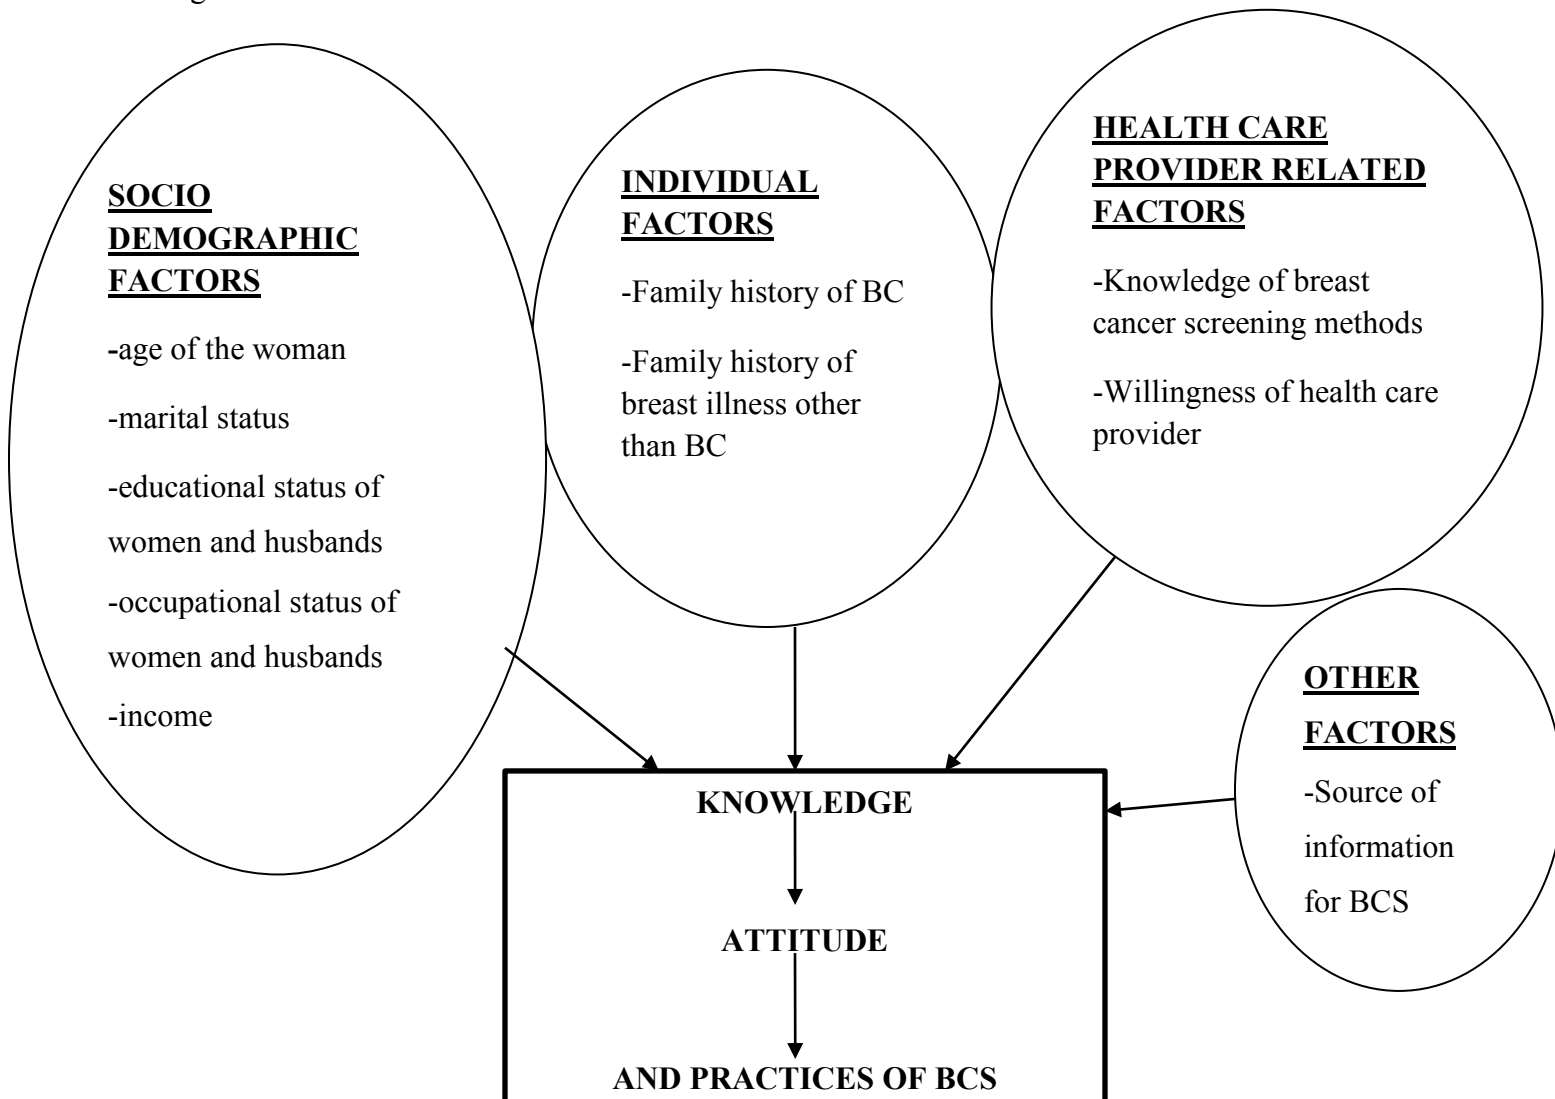 SOCIO
DEMOGRAPHIC
FACTORS
-age of the woman
-marital status
-educational status of
women and husbands
-occupational status of
women and husbands
-income
INDIVIDUAL
FACTORS
-Family history of BC
-Family history of
breast illness other
than BC
HEALTH CARE
PROVIDER RELATED
FACTORS
-Knowledge of breast
cancer screening methods
-Willingness of health care
provider
OTHER
FACTORS
-Source of
information
for BCS
KNOWLEDGE
ATTITUDE
AND PRACTICES OF BCS